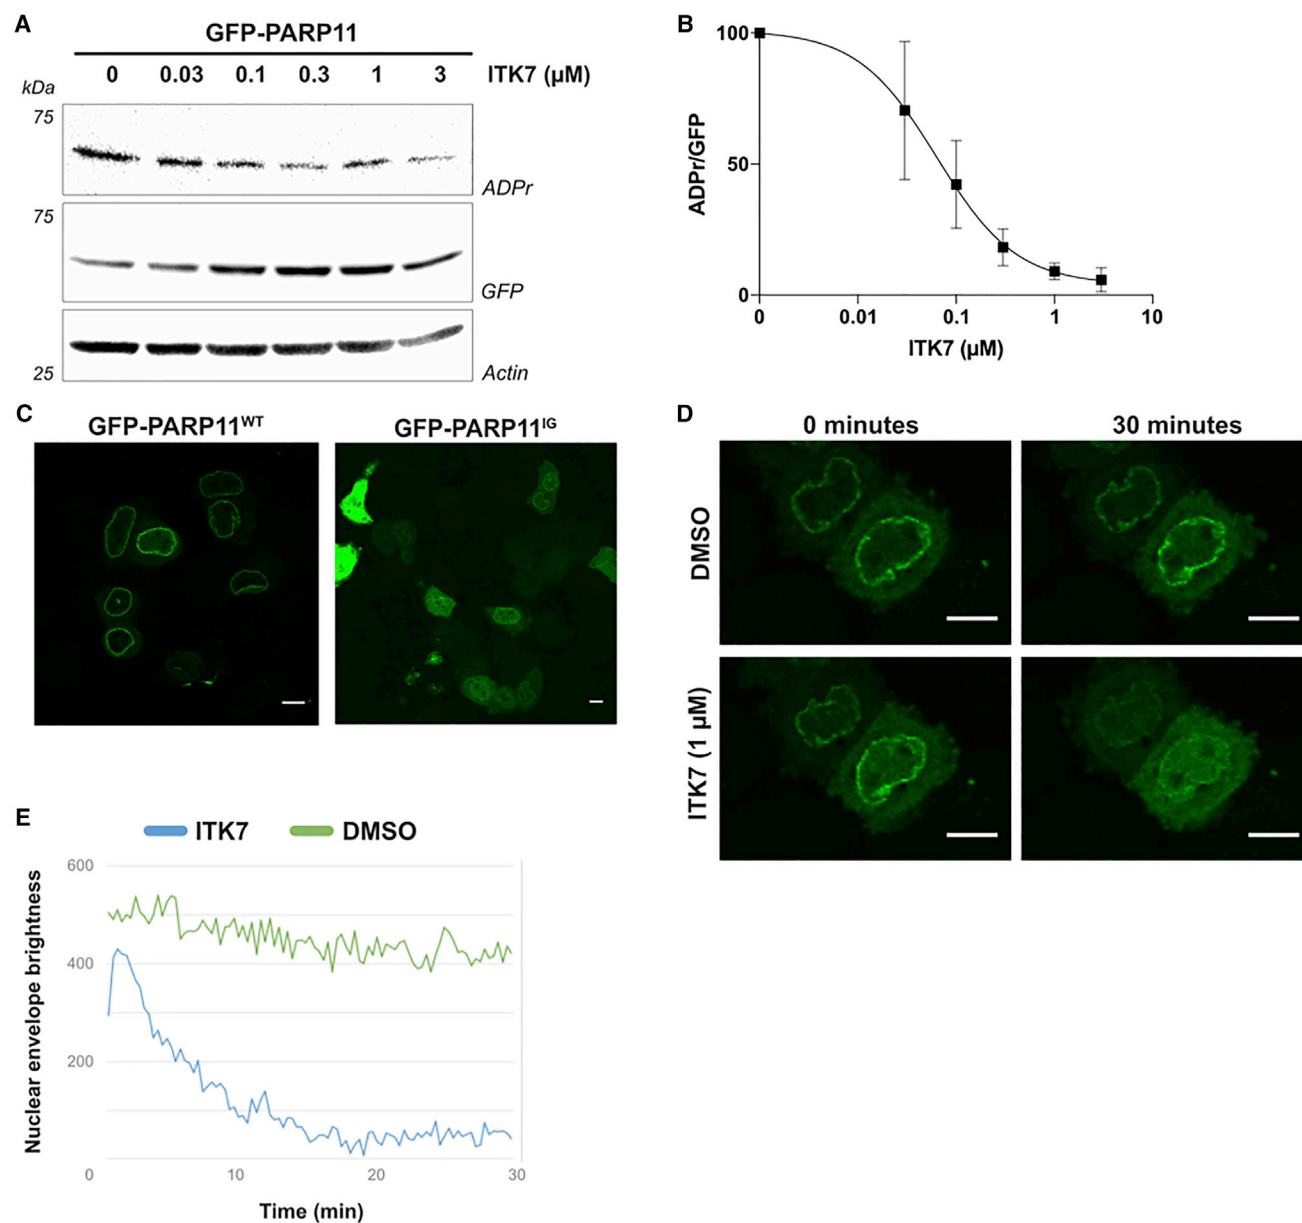 A
GFP-PARP11
0 0.03 0.1 0.3 1 3 ITK7 (µM)
kDa
75
ADPr
75
GFP
25 Actin
B
100
50
0
ADPr/GFP
0 0.01 0.1 1 10
ITK7 (µM)
C
GFP-PARP11WT GFP-PARP11IG
D
0 minutes 30 minutes
DMSO
ITK7 (1 µM)
E
ITK7 DMSO
600
400
200
0 10 20 30
Nuclear envelope brightness
Time (min)